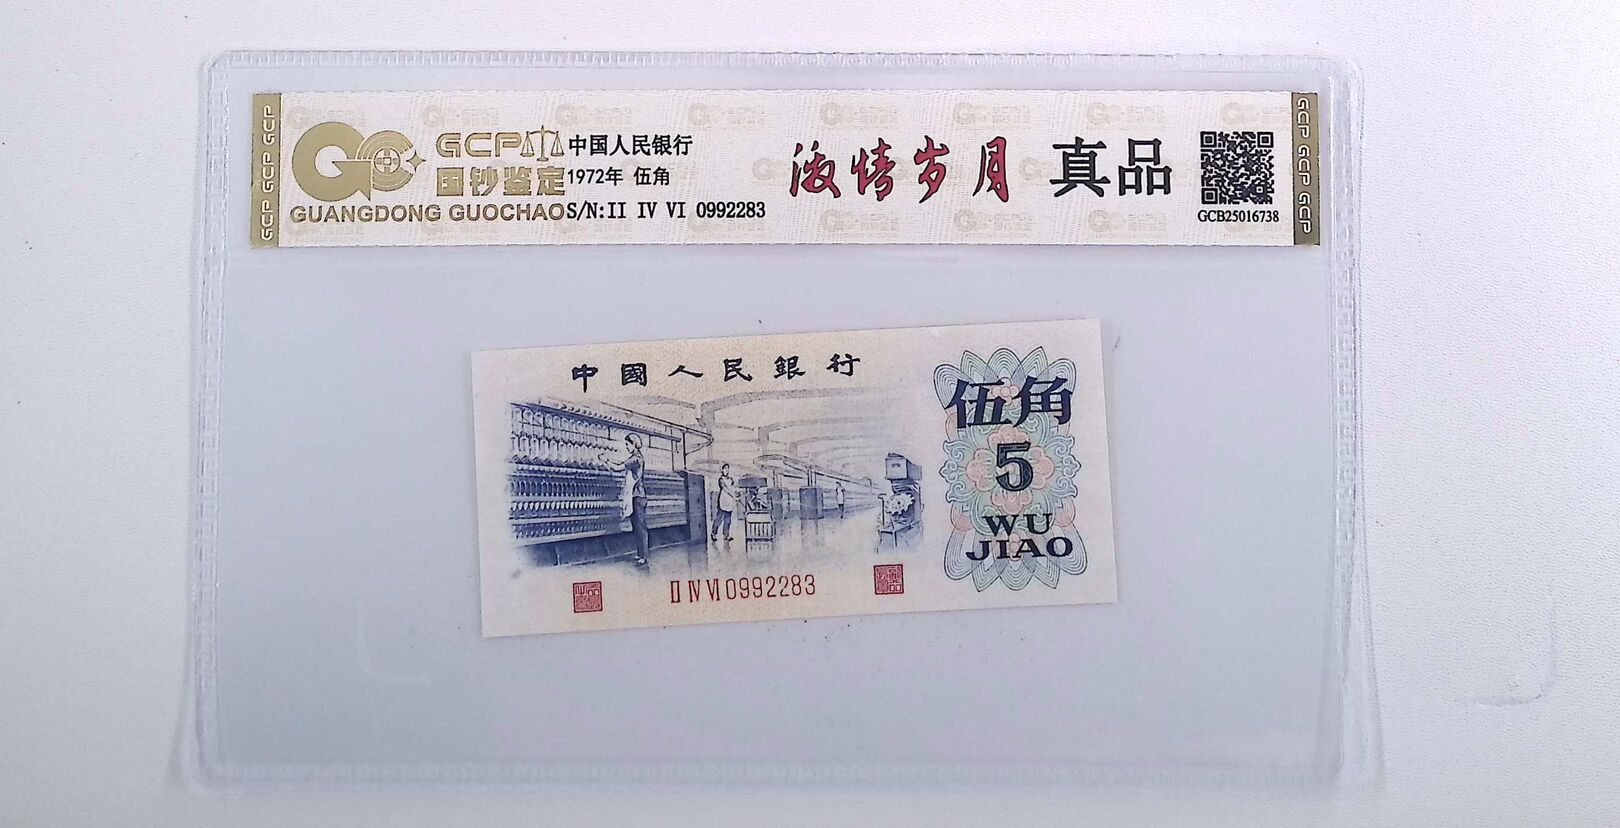 GCP GCP GCP
GCP
国钞鉴定
GUANGDONG GUOCHAO
中国人民银行
1972年 伍角
S/N:II IV VI 0992283
激情岁月
真品
GCB25016738
GCP GCP GCP
中國人民銀行
伍角
5
WU
JIAO
II IV VI 0992283